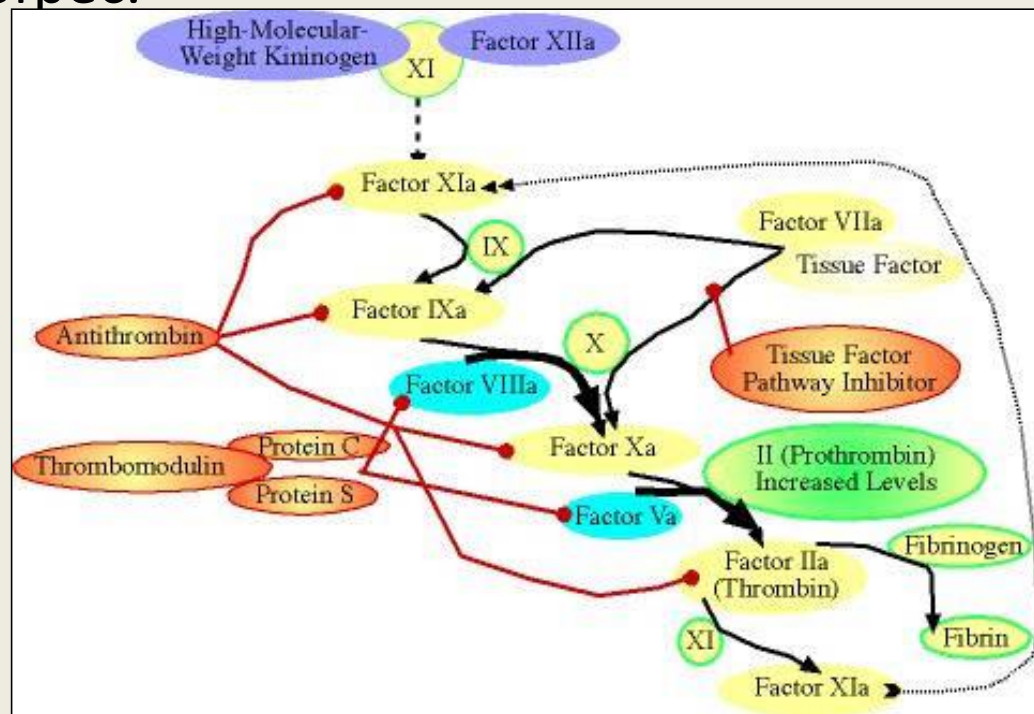 High-Molecular-
Weight Kininogen
XI
Factor XIIa
Factor XIa
IX
Factor VIIa
Tissue Factor
Factor IXa
Antithrombin
X
Tissue Factor
Pathway Inhibitor
Factor VIIIa
Protein C
Factor Xa
II (Prothrombin)
Increased Levels
Thrombomodulin
Protein S
Factor Va
Fibrinogen
Factor IIa
(Thrombin)
XI
Fibrin
Factor XIa